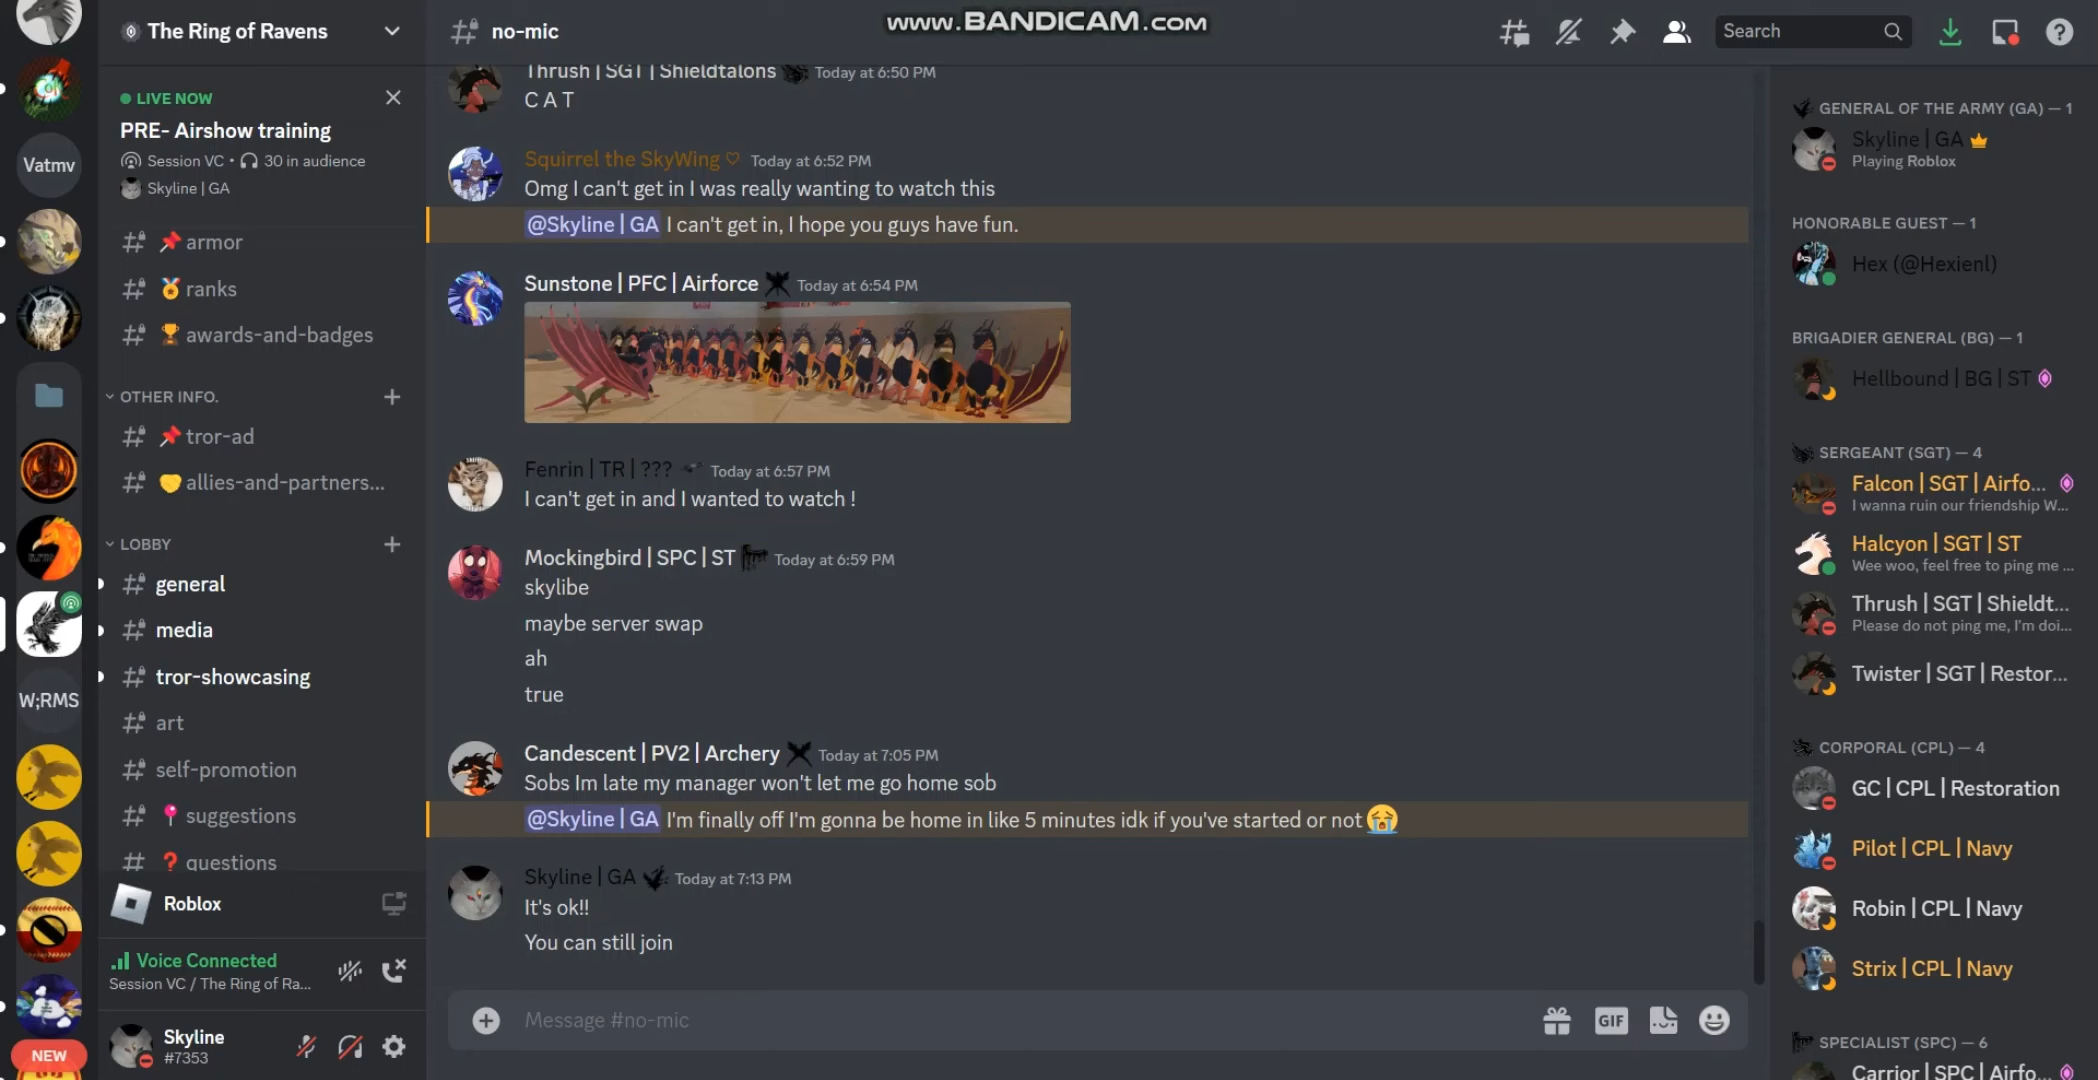 www.BANDICAM.com
The Ring of Ravens
no-mic
Search
LIVE NOW
PRE- Airshow training
Session VC • 30 in audience
Skyline | GA
armor
ranks
awards-and-badges
OTHER INFO.
tror-ad
allies-and-partners...
LOBBY
general
media
tror-showcasing
art
self-promotion
suggestions
questions
Roblox
Voice Connected
Session VC / The Ring of Ra...
Skyline
#7353
Vatmv
W;RMS
NEW
Thrush | SGT | Shieldtalons Today at 6:50 PM
C A T
Squirrel the SkyWing ♡ Today at 6:52 PM
Omg I can't get in I was really wanting to watch this
@Skyline | GA I can't get in, I hope you guys have fun.
Sunstone | PFC | Airforce Today at 6:54 PM
Fenrin | TR | ??? Today at 6:57 PM
I can't get in and I wanted to watch !
Mockingbird | SPC | ST Today at 6:59 PM
skylibe
maybe server swap
ah
true
Candescent | PV2 | Archery Today at 7:05 PM
Sobs Im late my manager won't let me go home sob
@Skyline | GA I'm finally off I'm gonna be home in like 5 minutes idk if you've started or not 😭
Skyline | GA Today at 7:13 PM
It's ok!!
You can still join
Message #no-mic
GIF
GENERAL OF THE ARMY (GA) — 1
Skyline | GA
Playing Roblox
HONORABLE GUEST — 1
Hex (@Hexienl)
BRIGADIER GENERAL (BG) — 1
Hellbound | BG | ST
SERGEANT (SGT) — 4
Falcon | SGT | Airfo...
I wanna ruin our friendship W...
Halcyon | SGT | ST
Wee woo, feel free to ping me ...
Thrush | SGT | Shieldt...
Please do not ping me, I'm doi...
Twister | SGT | Restor...
CORPORAL (CPL) — 4
GC | CPL | Restoration
Pilot | CPL | Navy
Robin | CPL | Navy
Strix | CPL | Navy
SPECIALIST (SPC) — 6
Carrior | SPC | Airfo...